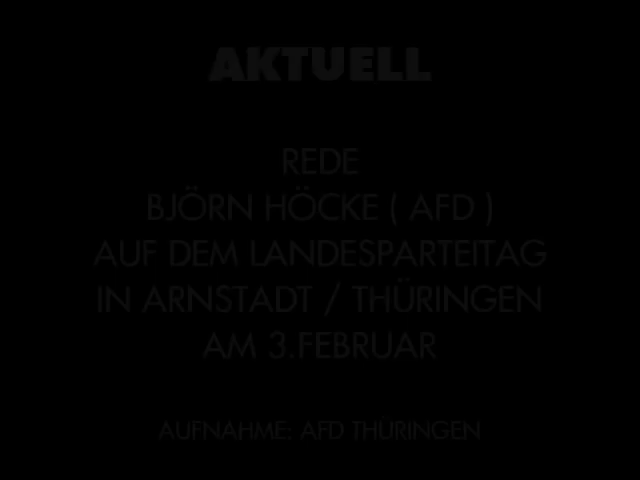 AKTUELL
REDE
BJÖRN HÖCKE ( AFD )
AUF DEM LANDESPARTEITAG
IN ARNSTADT / THÜRINGEN
AM 3.FEBRUAR
AUFNAHME: AFD THÜRINGEN